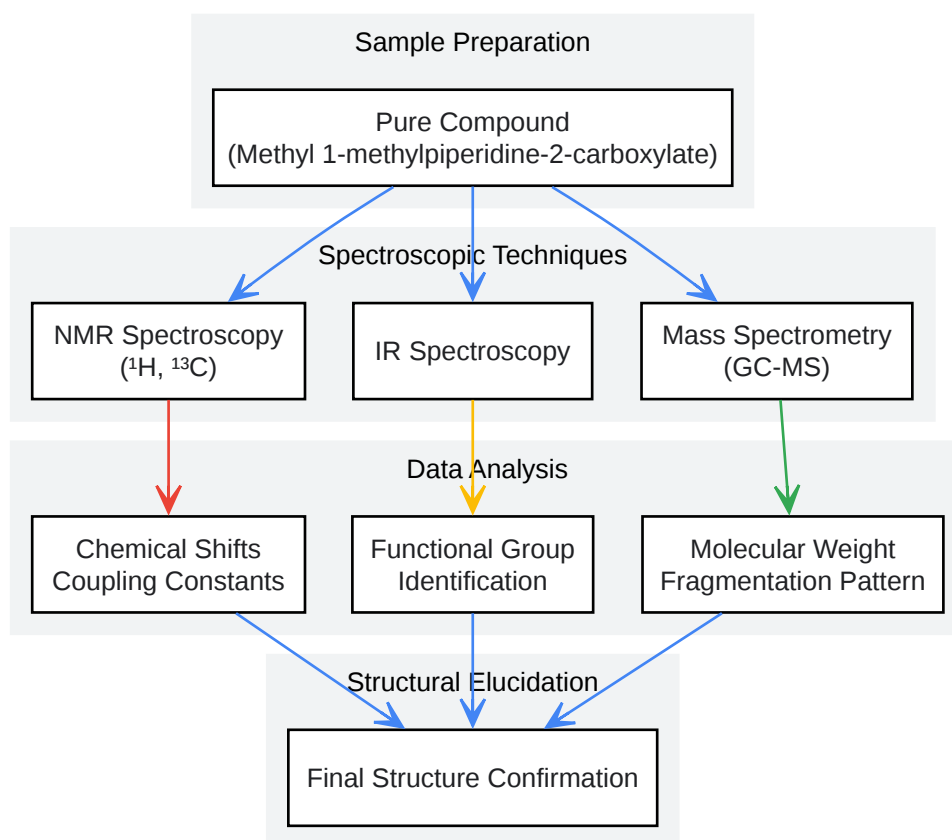 Sample Preparation
Pure Compound
(Methyl 1-methylpiperidine-2-carboxylate)
Spectroscopic Techniques
NMR Spectroscopy
(¹H, ¹³C)
IR Spectroscopy
Mass Spectrometry
(GC-MS)
Data Analysis
Chemical Shifts
Coupling Constants
Functional Group
Identification
Molecular Weight
Fragmentation Pattern
Structural Elucidation
Final Structure Confirmation